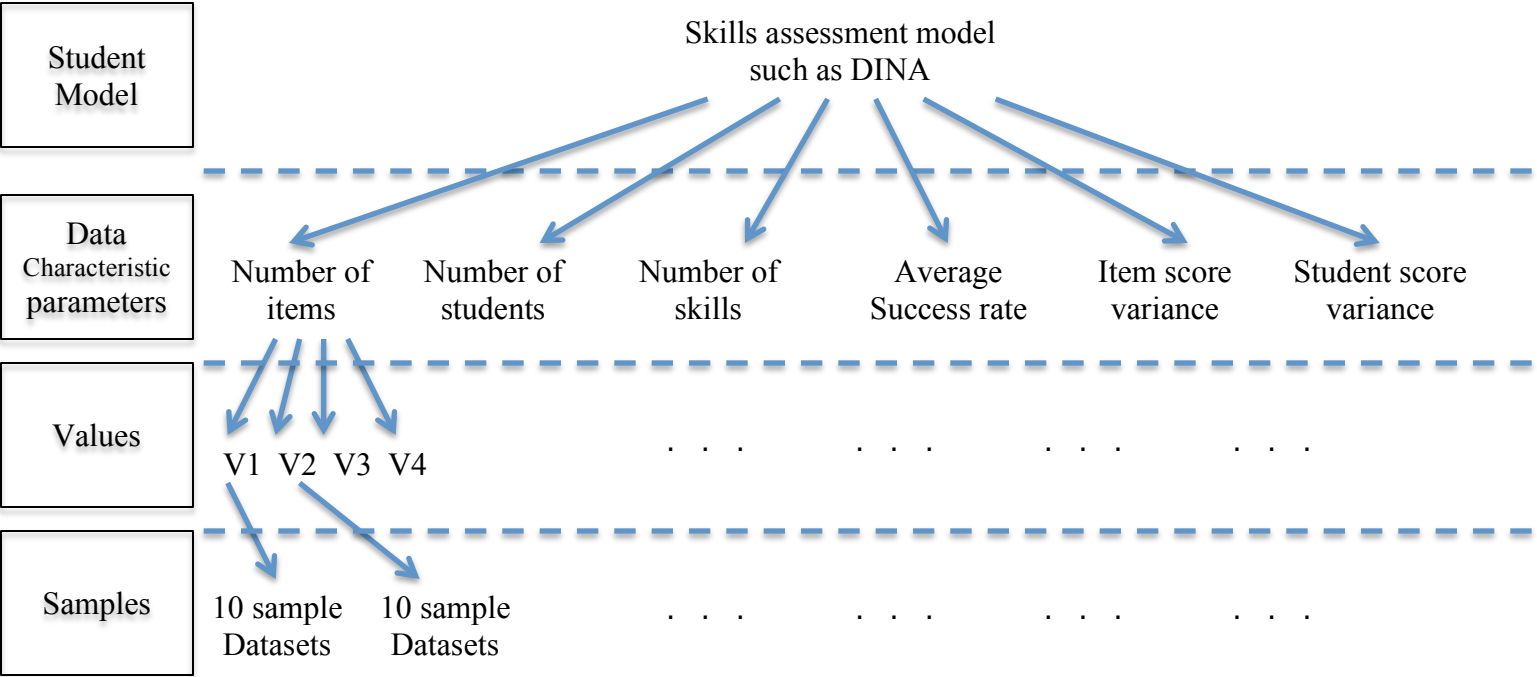 Student
Model
Skills assessment model
such as DINA
Data
Characteristic
parameters
Number of
items
Number of
students
Number of
skills
Average
Success rate
Item score
variance
Student score
variance
Values
V1 V2 V3 V4
. . . . . . . . . . . .
Samples
10 sample
Datasets
10 sample
Datasets
. . . . . . . . . . . .